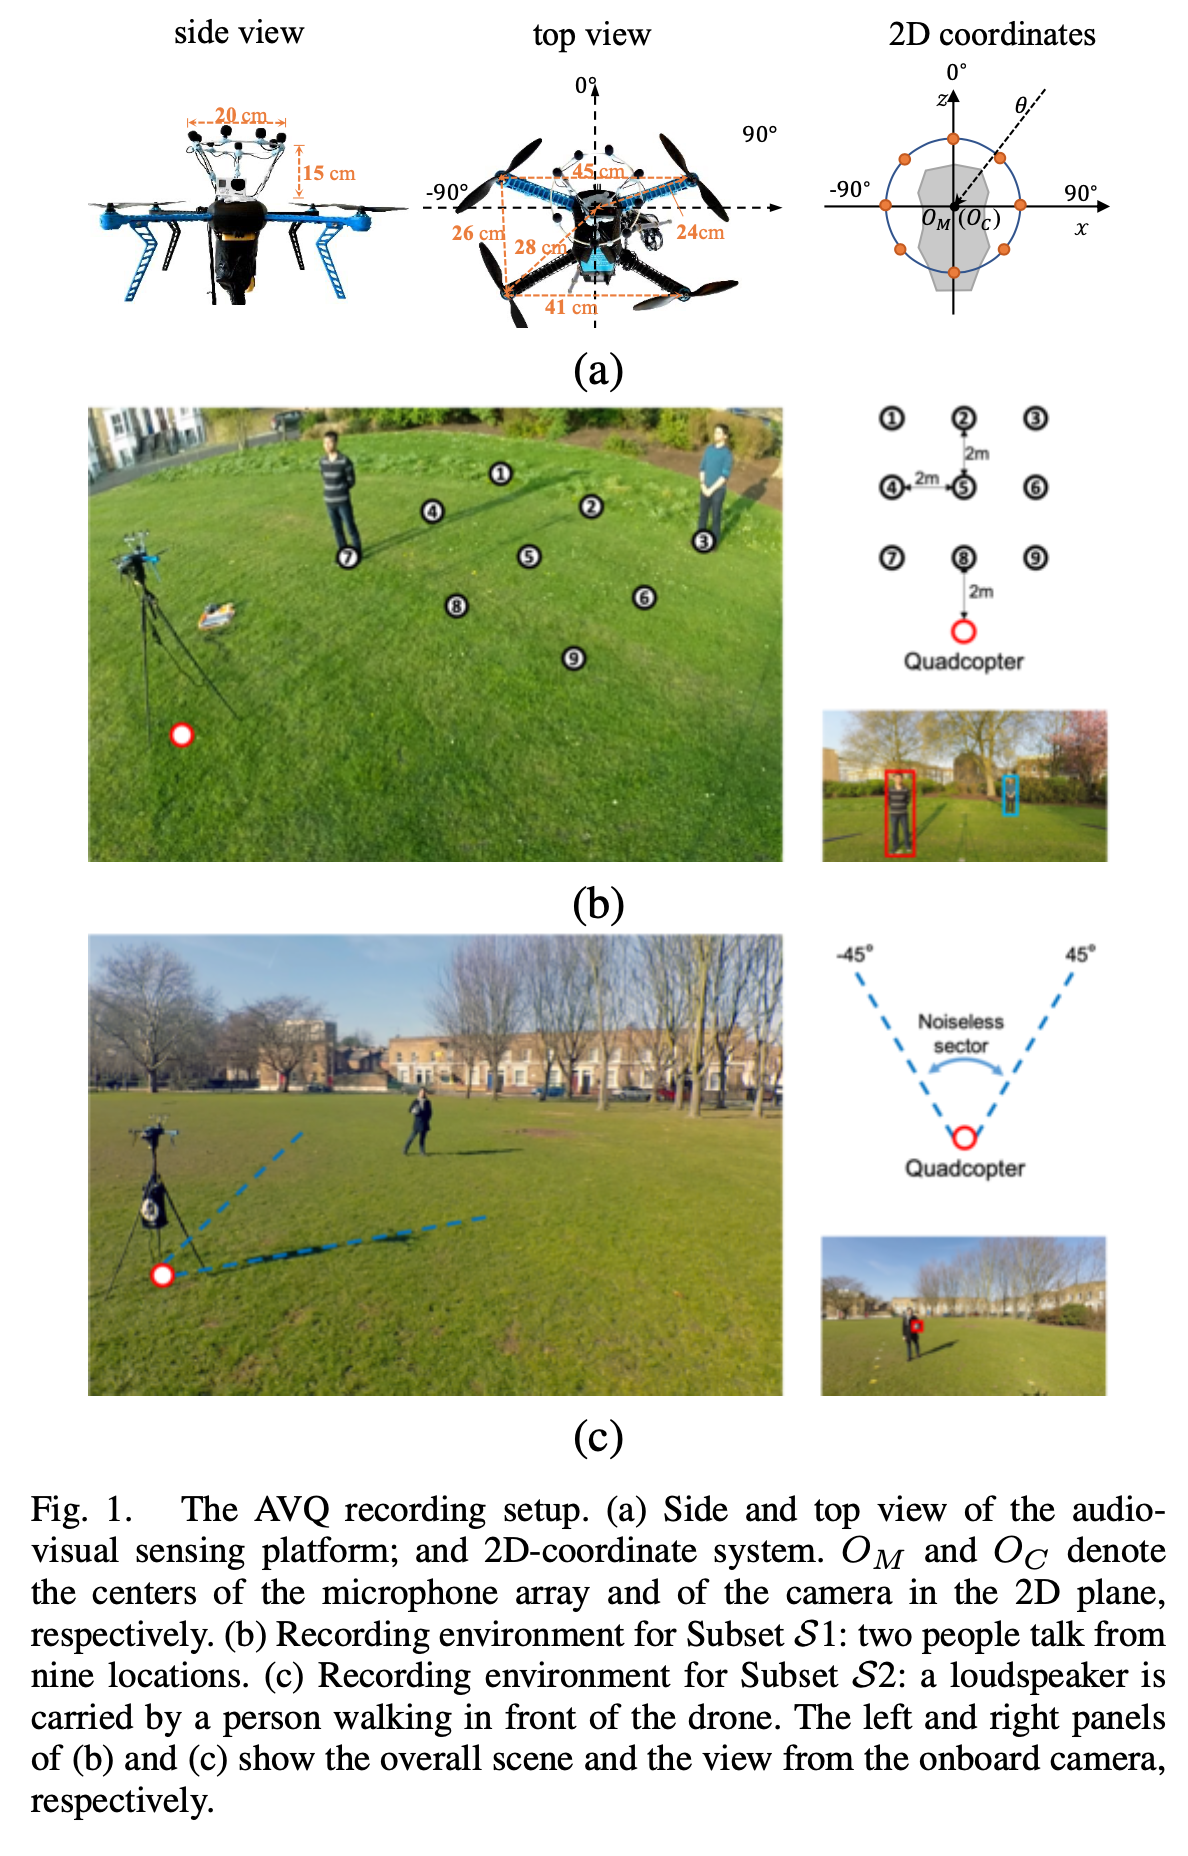 side view
top view
2D coordinates
20 cm
15 cm
0°
90°
-90°
45 cm
26 cm
28 cm
24cm
41 cm
0°
z
θ
-90°
90°
O_M (O_C)
x
(a)
1
2
3
4
5
6
7
8
9
1
2
3
2m
4
2m
5
6
7
8
9
2m
Quadcopter
(b)
-45°
45°
Noiseless
sector
Quadcopter
(c)
Fig. 1. The AVQ recording setup. (a) Side and top view of the audio-
visual sensing platform; and 2D-coordinate system. O_M and O_C denote
the centers of the microphone array and of the camera in the 2D plane,
respectively. (b) Recording environment for Subset S1: two people talk from
nine locations. (c) Recording environment for Subset S2: a loudspeaker is
carried by a person walking in front of the drone. The left and right panels
of (b) and (c) show the overall scene and the view from the onboard camera,
respectively.